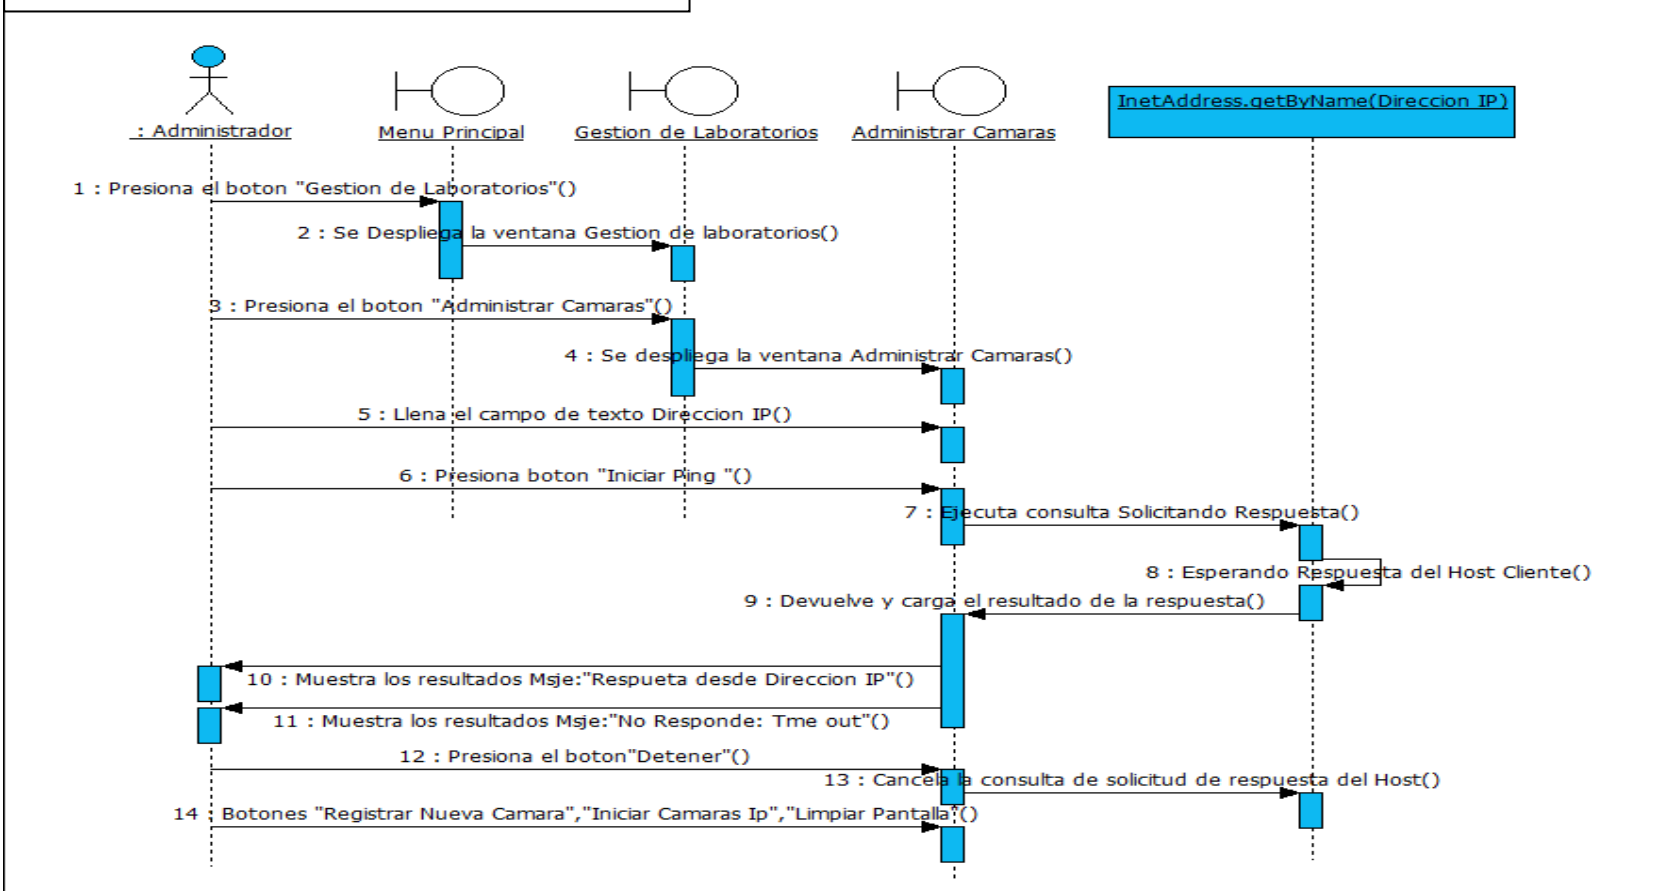 : Administrador
Menu Principal
Gestion de Laboratorios
Administrar Camaras
InetAddress.getByName(Direccion IP)
1 : Presiona el boton "Gestion de Laboratorios"()
2 : Se Despliega la ventana Gestion de laboratorios()
3 : Presiona el boton "Administrar Camaras"()
4 : Se despliega la ventana Administrar Camaras()
5 : Llena el campo de texto Direccion IP()
6 : Presiona boton "Iniciar Ping "()
7 : Ejecuta consulta Solicitando Respuesta()
8 : Esperando Respuesta del Host Cliente()
9 : Devuelve y carga el resultado de la respuesta()
10 : Muestra los resultados Msje:"Respueta desde Direccion IP"()
11 : Muestra los resultados Msje:"No Responde: Tme out"()
12 : Presiona el boton"Detener"()
13 : Cancela la consulta de solicitud de respuesta del Host()
14 : Botones "Registrar Nueva Camara","Iniciar Camaras Ip","Limpiar Pantalla"()